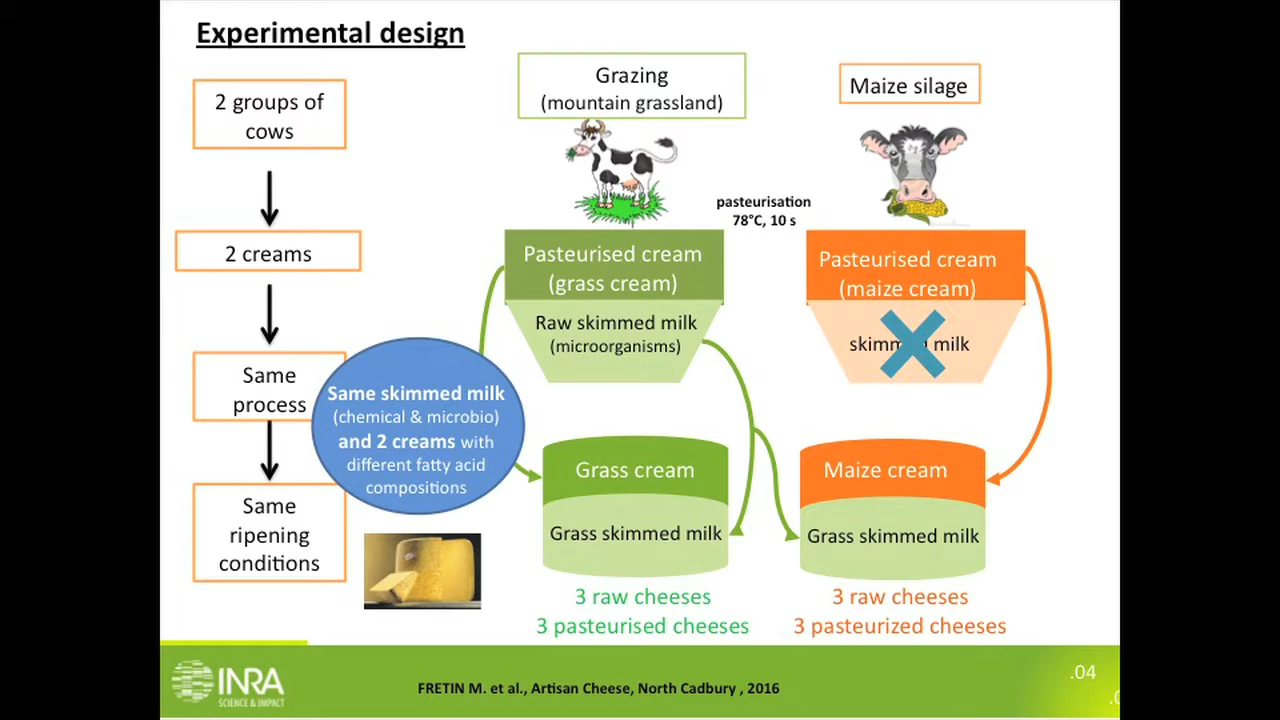 Experimental design
2 groups of
cows
2 creams
Same
process
Same
ripening
conditions
Same skimmed milk
(chemical & microbio)
and 2 creams with
different fatty acid
compositions
Grazing
(mountain grassland)
Maize silage
pasteurisation
78°C, 10 s
Pasteurised cream
(grass cream)
Raw skimmed milk
(microorganisms)
Pasteurised cream
(maize cream)
Grass cream
Grass skimmed milk
3 raw cheeses
3 pasteurised cheeses
Maize cream
Grass skimmed milk
3 raw cheeses
3 pasteurized cheeses
INRA
SCIENCE & IMPACT
FRETIN M. et al., Artisan Cheese, North Cadbury , 2016
.04